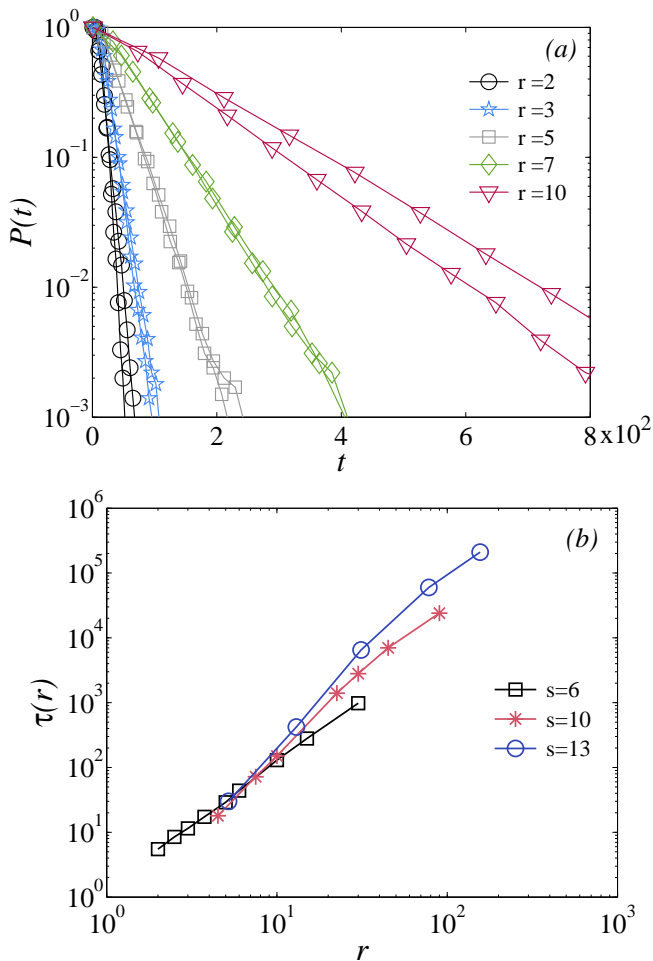 (a)
10^0
10^-1
10^-2
10^-3
P(t)
r =2
r =3
r =5
r =7
r =10
0 2 4 6 8 x10^2
t
(b)
10^6
10^5
10^4
10^3
10^2
10^1
10^0
τ(r)
s=6
s=10
s=13
10^0 10^1 10^2 10^3
r